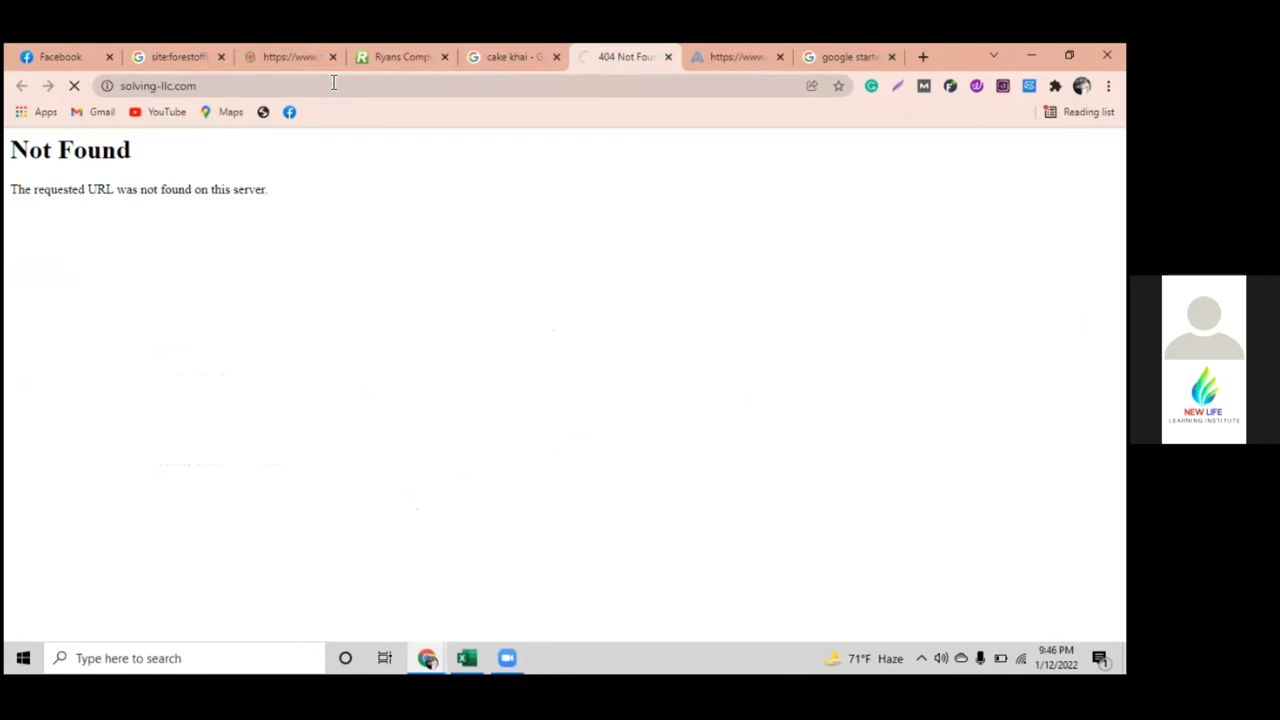 Facebook
site:forestoffi
https://www.
Ryans Comp
cake khai - G
404 Not Foun
https://www.
google starte
solving-llc.com
Apps
Gmail
YouTube
Maps
Reading list
Not Found
The requested URL was not found on this server.
NEW LIFE
LEARNING INSTITUTE
Type here to search
71°F Haze
9:46 PM
1/12/2022